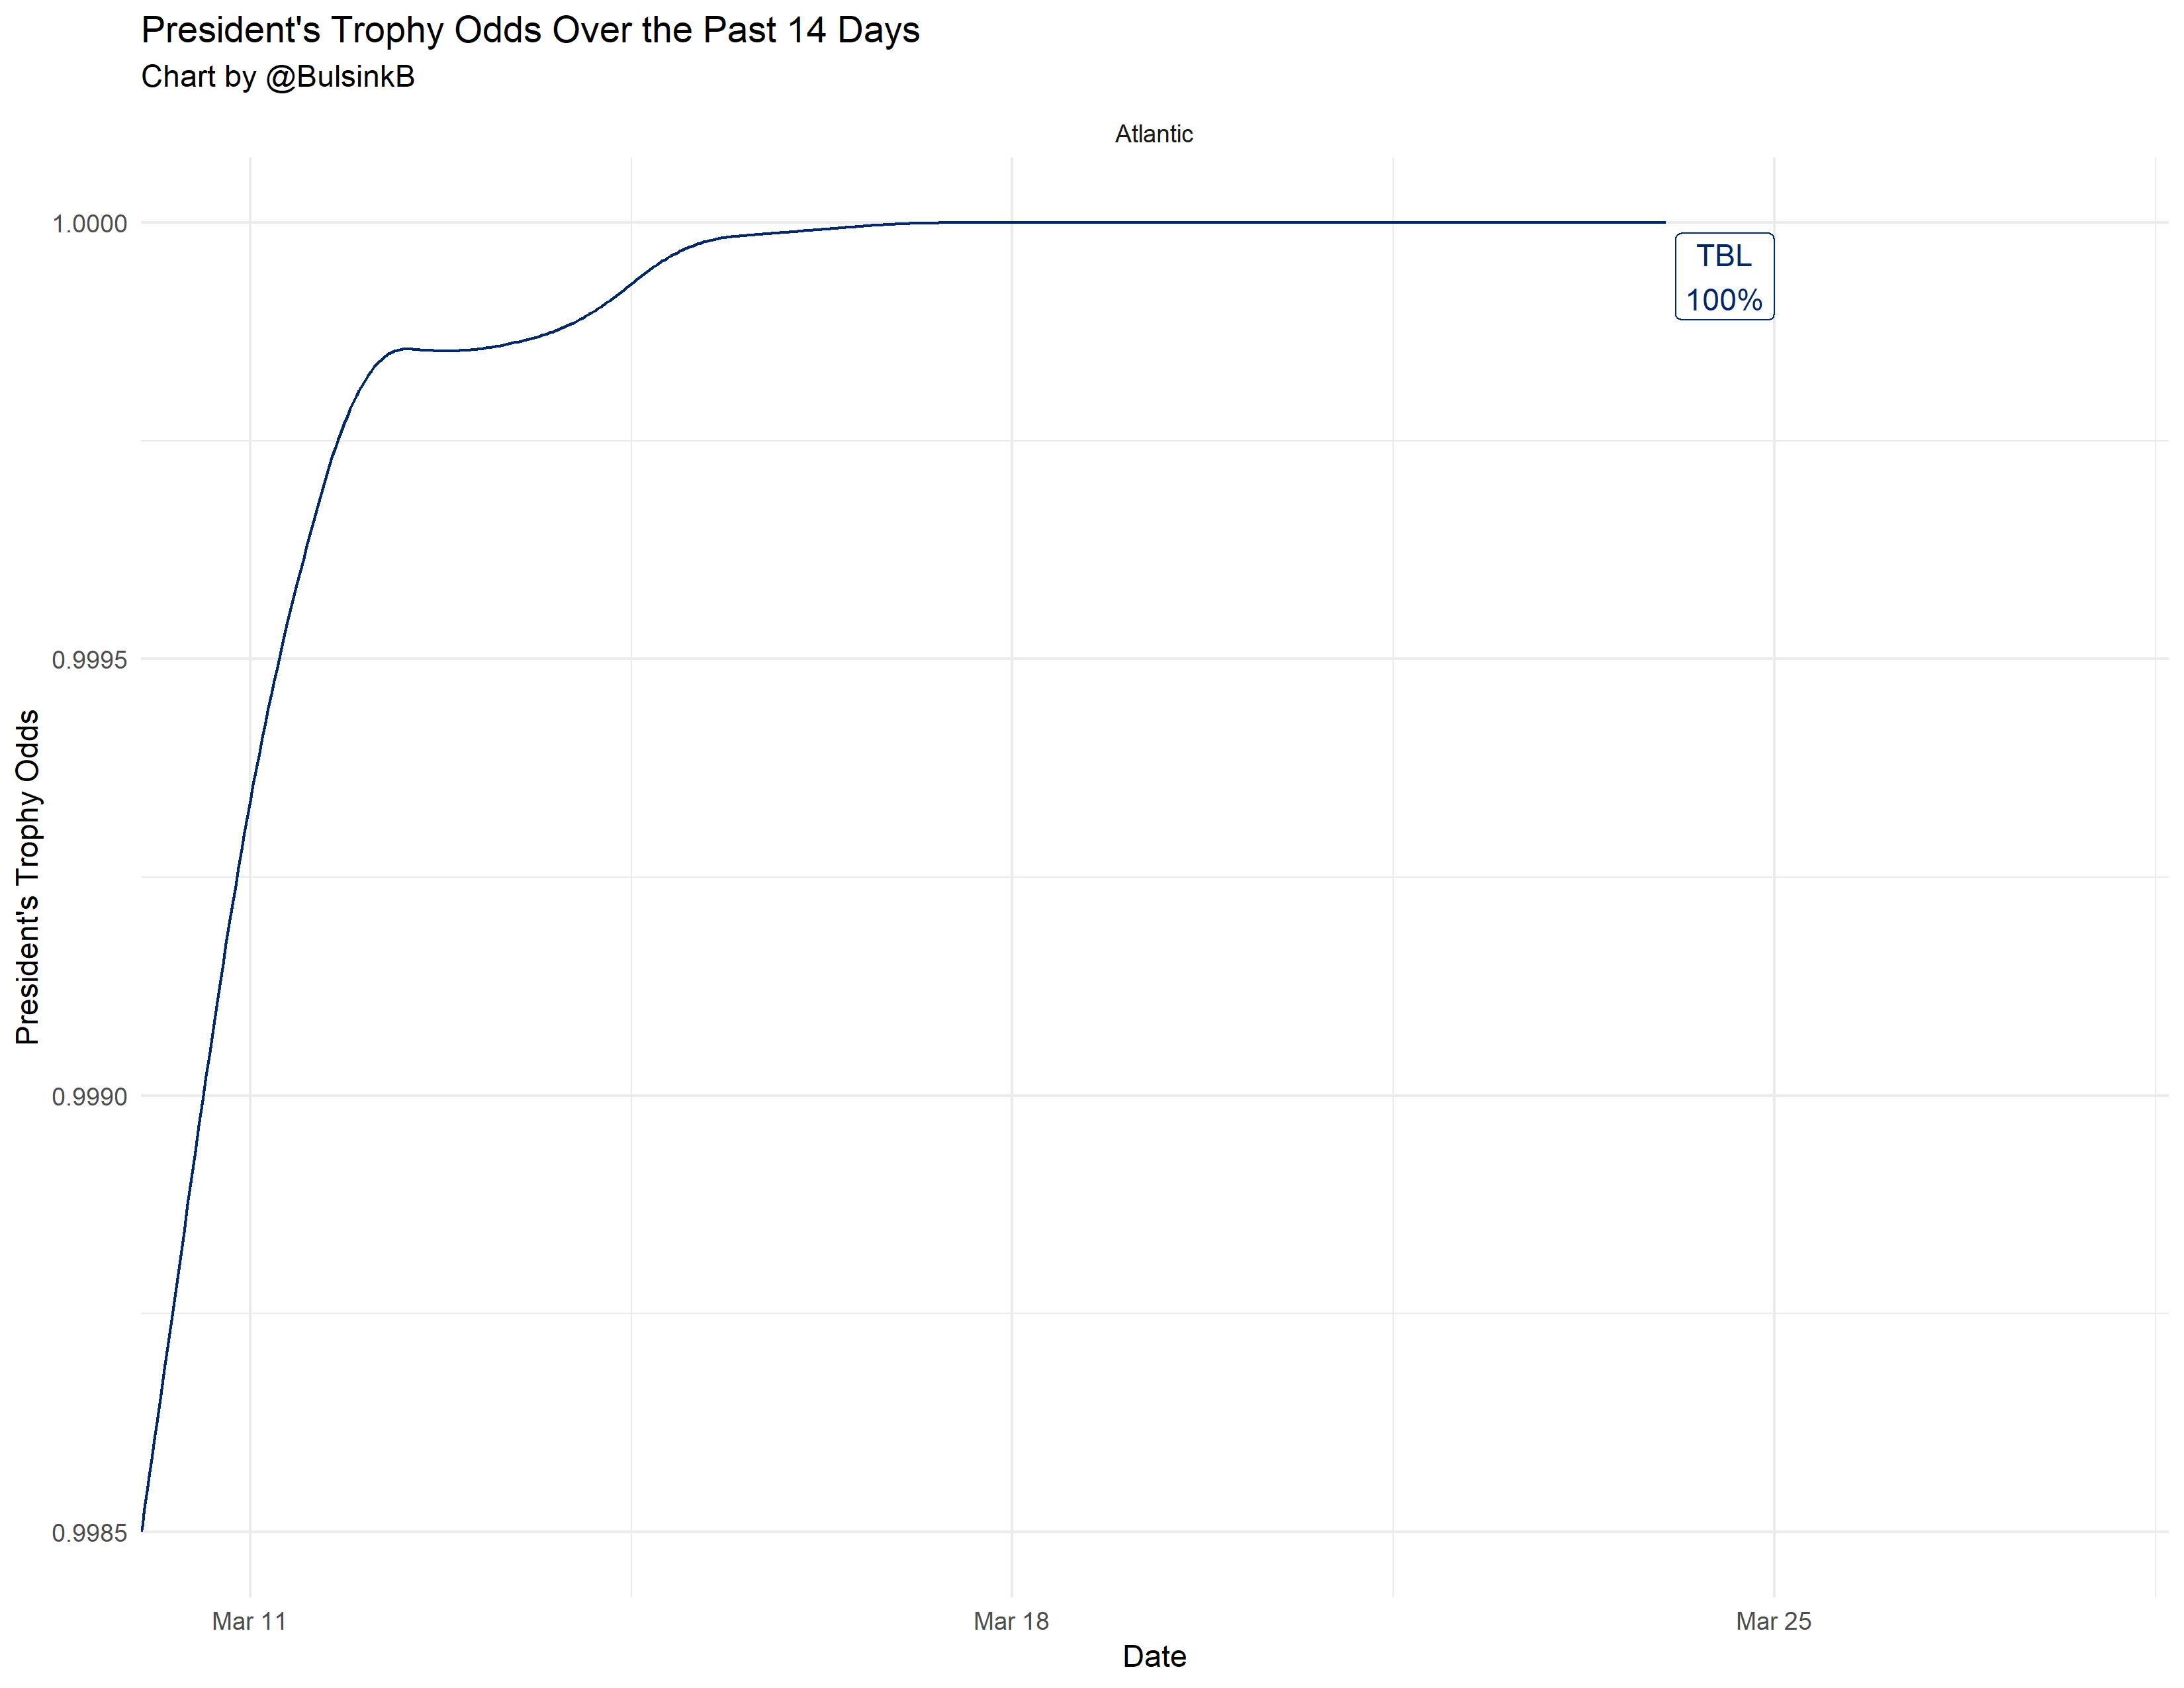 President's Trophy Odds Over the Past 14 Days
Chart by @BulsinkB
Atlantic
1.0000
0.9995
0.9990
0.9985
President's Trophy Odds
TBL
100%
Mar 11
Mar 18
Mar 25
Date